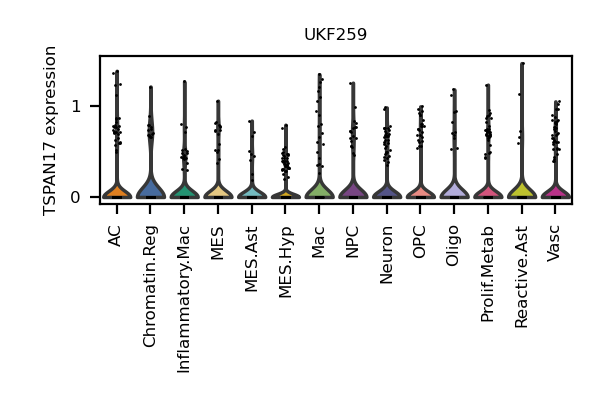 UKF259
TSPAN17 expression
1
0
AC
Chromatin.Reg
Inflammatory.Mac
MES
MES.Ast
MES.Hyp
Mac
NPC
Neuron
OPC
Oligo
Prolif.Metab
Reactive.Ast
Vasc